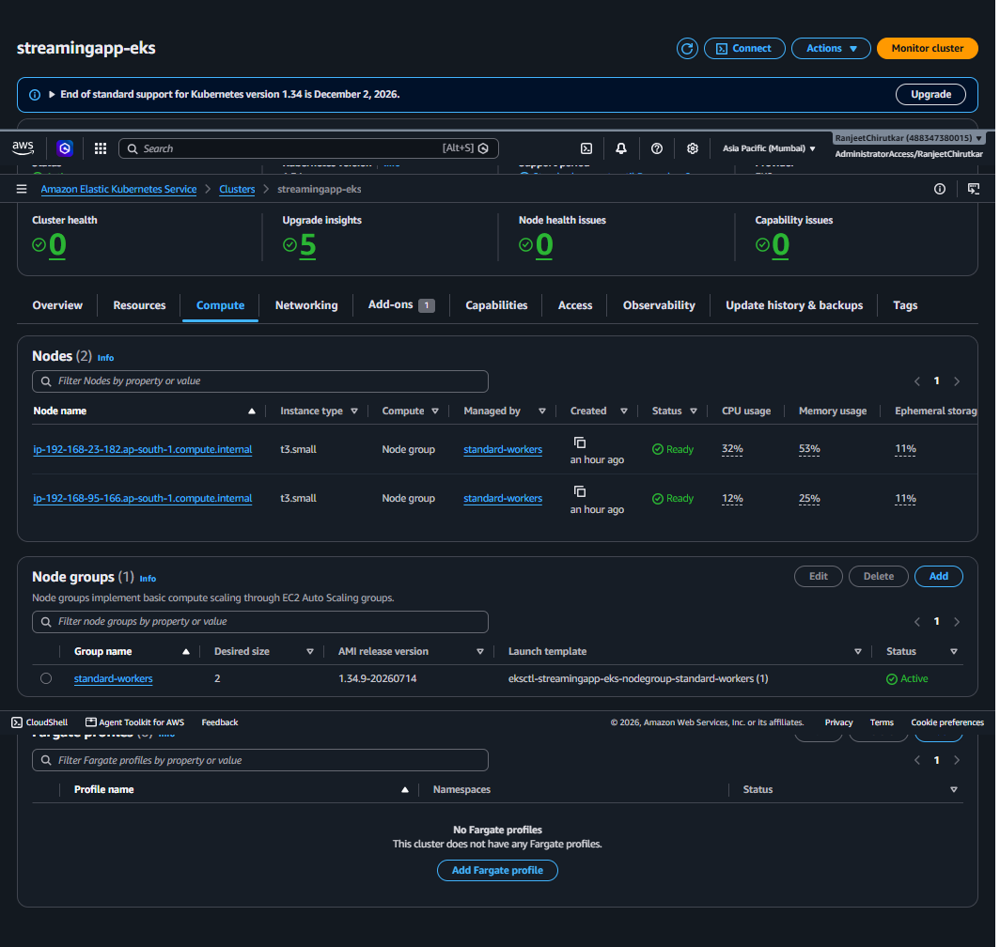 streamingapp-eks
Connect
Actions
Monitor cluster
End of standard support for Kubernetes version 1.34 is December 2, 2026.
Upgrade
aws
Search
[Alt+S]
Asia Pacific (Mumbai)
RanjeetChirutkar (488347380015)
AdministratorAccess/RanjeetChirutkar
Amazon Elastic Kubernetes Service
Clusters
streamingapp-eks
Cluster health
0
Upgrade insights
5
Node health issues
0
Capability issues
0
Overview
Resources
Compute
Networking
Add-ons 1
Capabilities
Access
Observability
Update history & backups
Tags
Nodes (2) Info
Filter Nodes by property or value
1
Node name Instance type Compute Managed by Created Status CPU usage Memory usage Ephemeral storag
ip-192-168-23-182.ap-south-1.compute.internal t3.small Node group standard-workers an hour ago Ready 32% 53% 11%
ip-192-168-95-166.ap-south-1.compute.internal t3.small Node group standard-workers an hour ago Ready 12% 25% 11%
Node groups (1) Info
Edit
Delete
Add
Node groups implement basic compute scaling through EC2 Auto Scaling groups.
Filter node groups by property or value
1
Group name Desired size AMI release version Launch template Status
standard-workers 2 1.34.9-20260714 eksctl-streamingapp-eks-nodegroup-standard-workers (1) Active
CloudShell
Agent Toolkit for AWS
Feedback
© 2026, Amazon Web Services, Inc. or its affiliates.
Privacy
Terms
Cookie preferences
Filter Fargate profiles by property or value
1
Profile name Namespaces Status
No Fargate profiles
This cluster does not have any Fargate profiles.
Add Fargate profile